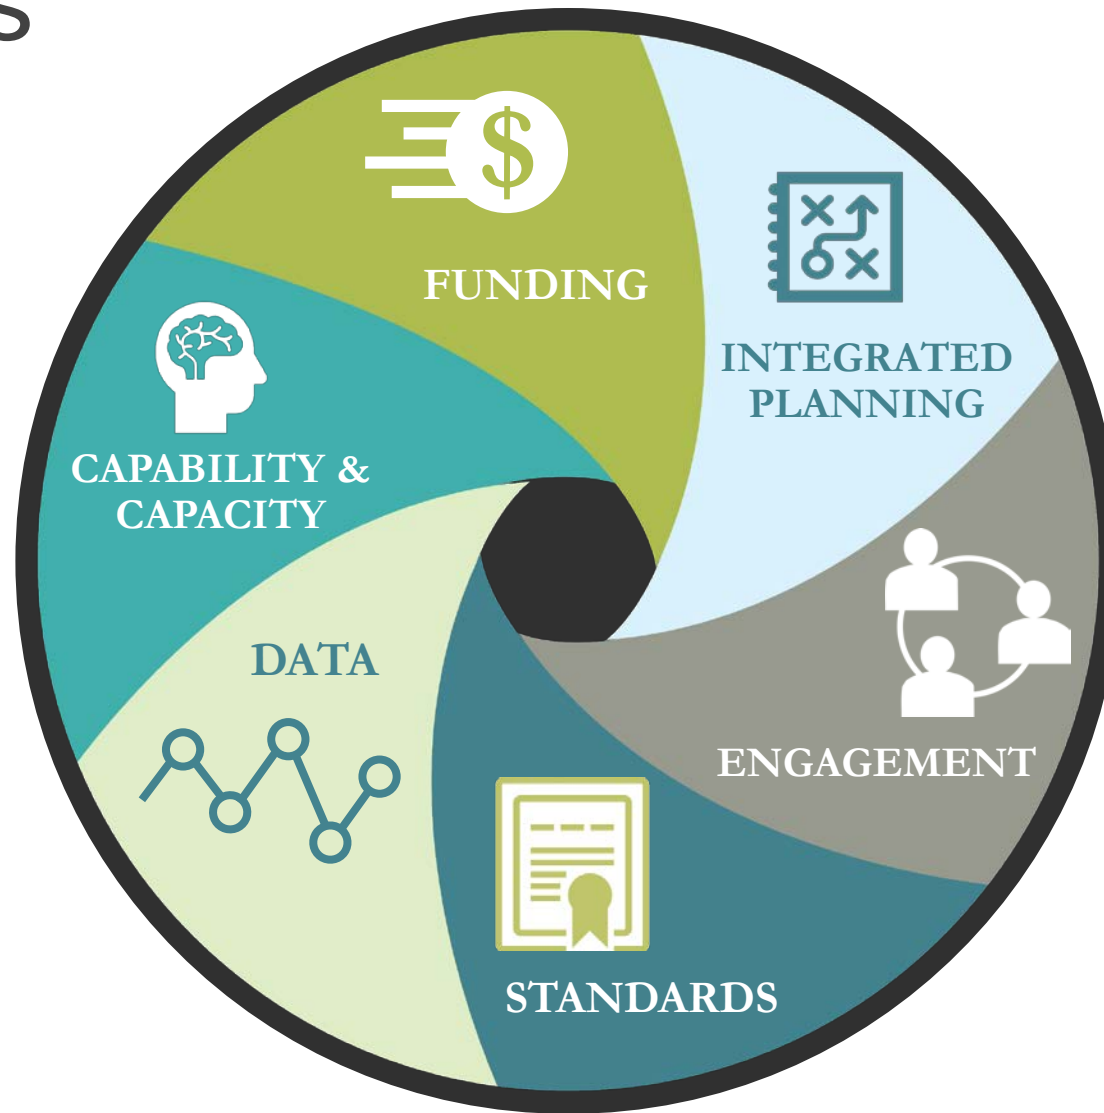 s
$
FUNDING
INTEGRATED
PLANNING
CAPABILITY &
CAPACITY
DATA
ENGAGEMENT
STANDARDS